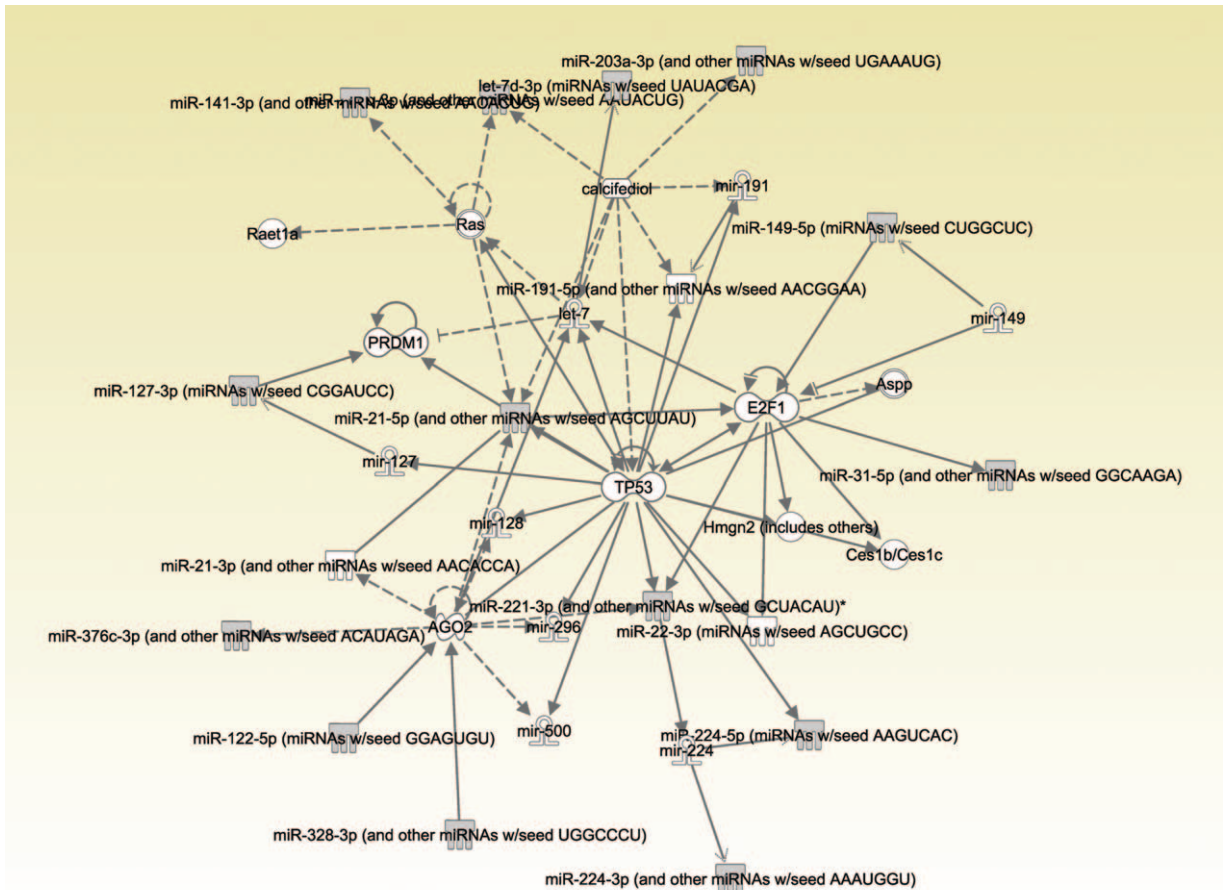 miR-203a-3p (and other miRNAs w/seed UGAAAUG)
let-7d-3p (miRNAs w/seed UAUACGA)
miR-141-3p (and other miRNAs w/seed AACACUG)
(and other miRNAs w/seed AAUACUG)
calcifediol
mir-191
Ras
Raet1a
miR-149-5p (miRNAs w/seed CUGGCUC)
miR-191-5p (and other miRNAs w/seed AACGGAA)
let-7
mir-149
PRDM1
miR-127-3p (miRNAs w/seed CGGAUCC)
Aspp
E2F1
miR-21-5p (and other miRNAs w/seed AGCUUAU)
mir-127
miR-31-5p (and other miRNAs w/seed GGCAAGA)
TP53
mir-128
Hmgn2 (includes others)
Ces1b/Ces1c
miR-21-3p (and other miRNAs w/seed AACACCA)
miR-221-3p (and other miRNAs w/seed GCUACAU)*
miR-376c-3p (and other miRNAs w/seed ACAUAGA)
AGO2
mir-296
miR-22-3p (miRNAs w/seed AGCUGCC)
miR-122-5p (miRNAs w/seed GGAGUGU)
mir-500
miR-224-5p (miRNAs w/seed AAGUCAC)
mir-224
miR-328-3p (and other miRNAs w/seed UGGCCCU)
miR-224-3p (and other miRNAs w/seed AAAUGGU)